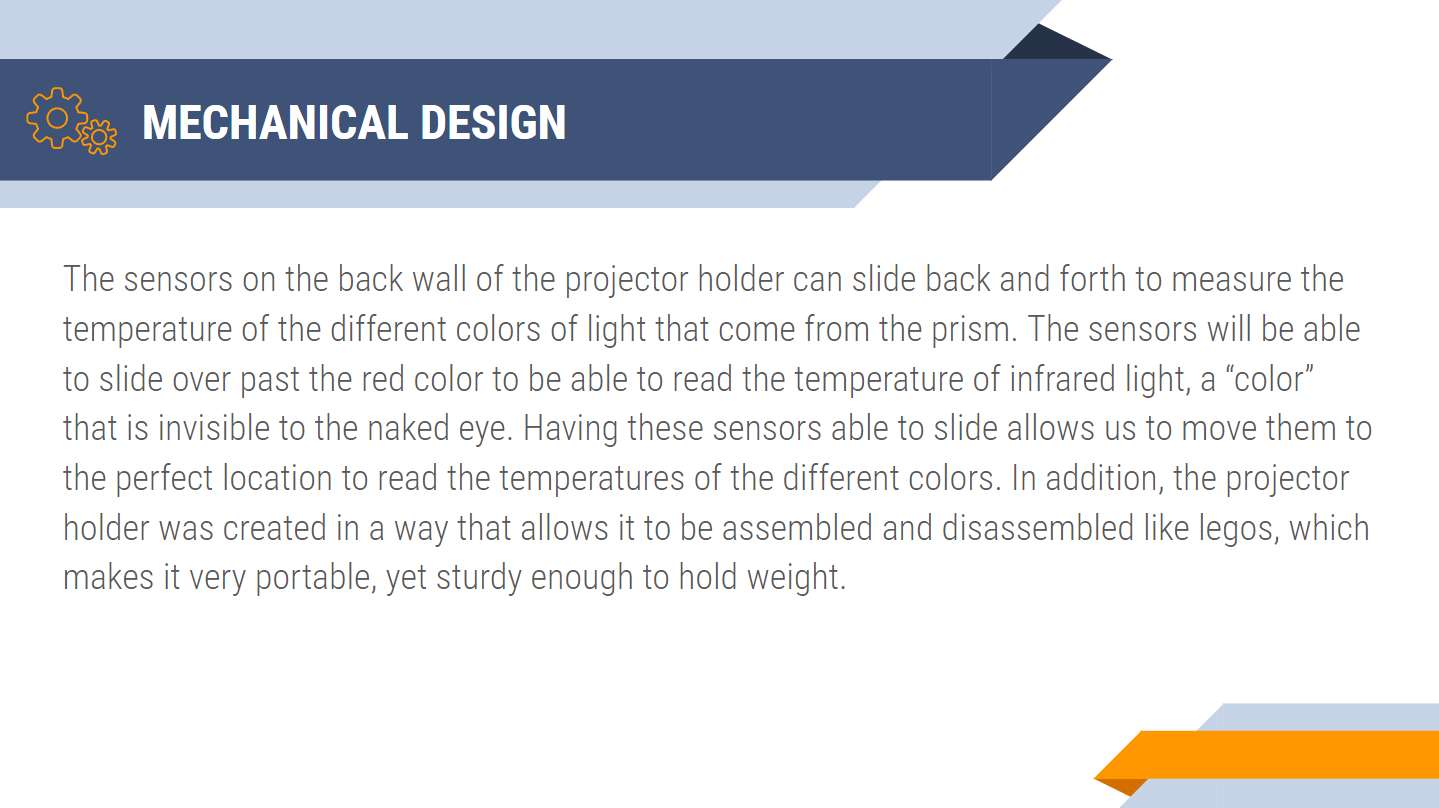 MECHANICAL DESIGN
The sensors on the back wall of the projector holder can slide back and forth to measure the
temperature of the different colors of light that come from the prism. The sensors will be able
to slide over past the red color to be able to read the temperature of infrared light, a “color”
that is invisible to the naked eye. Having these sensors able to slide allows us to move them to
the perfect location to read the temperatures of the different colors. In addition, the projector
holder was created in a way that allows it to be assembled and disassembled like legos, which
makes it very portable, yet sturdy enough to hold weight.